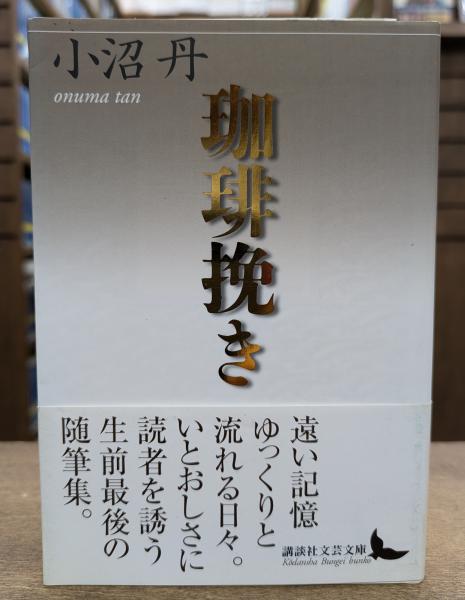 小沼 丹
onuma tan
珈琲挽き
遠い記憶
ゆっくりと
流れる日々。
いとおしさに
読者を誘う
生前最後の
随筆集。
講談社文芸文庫
Kōdansha Bungei bunko